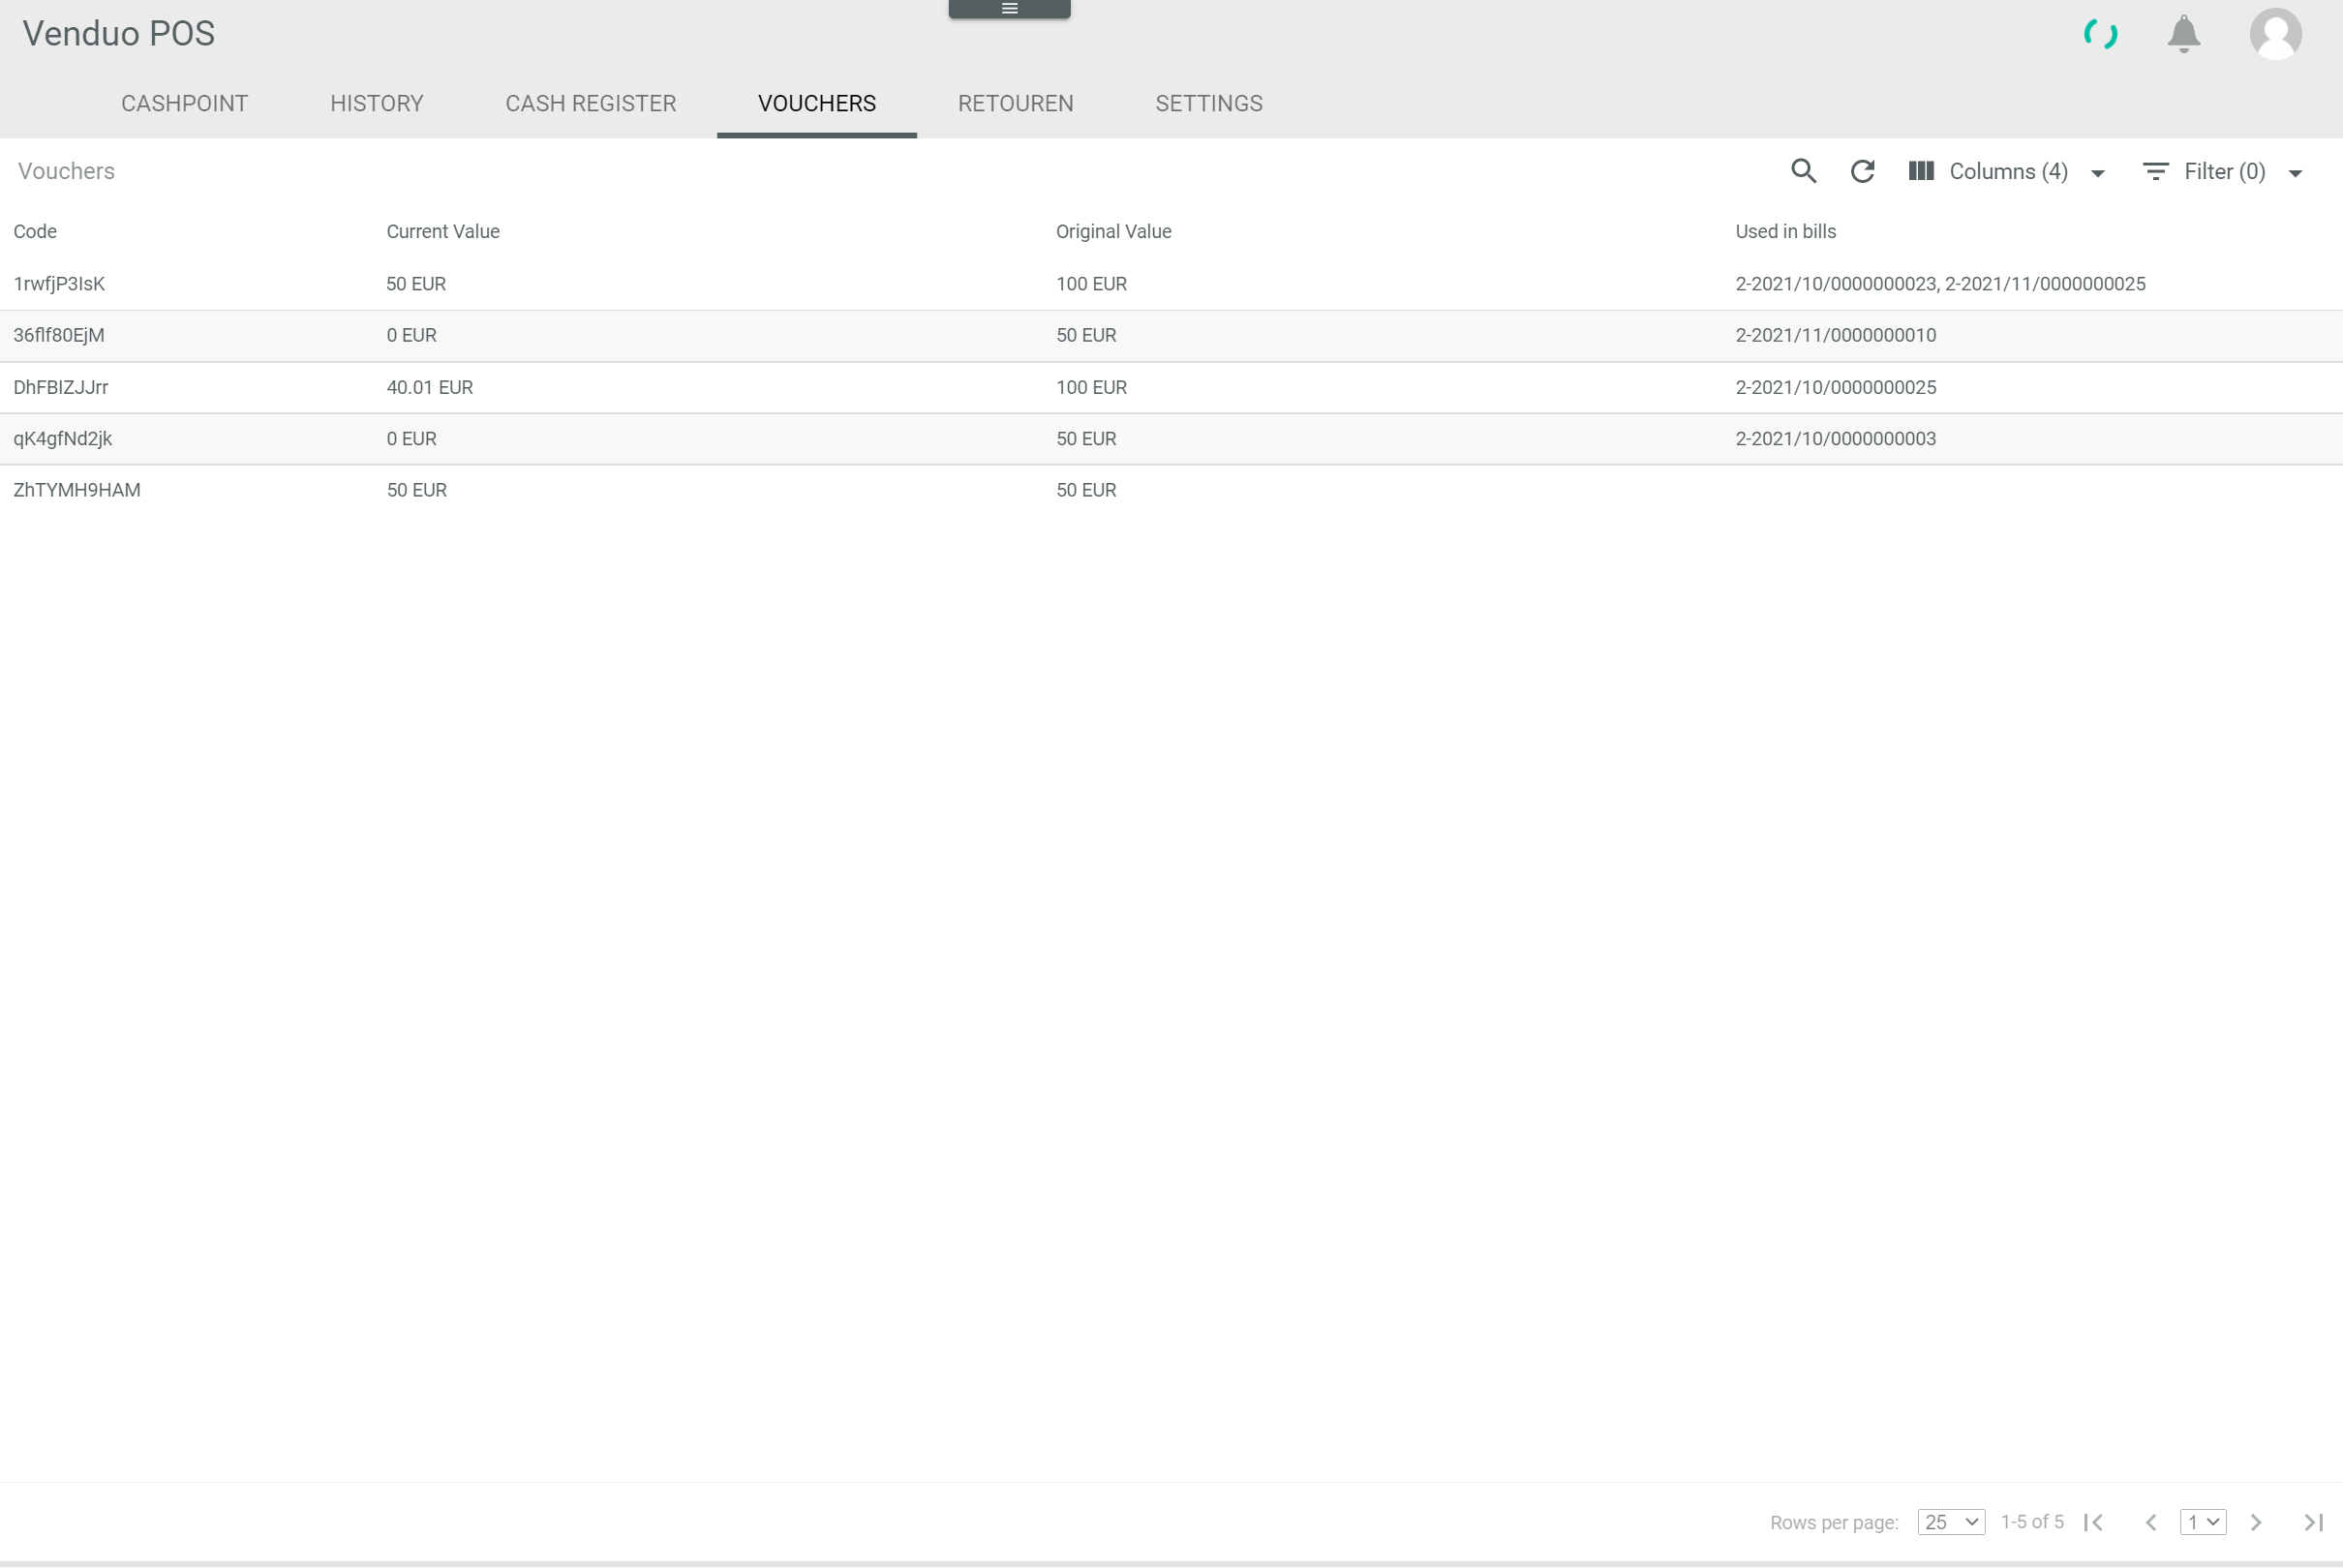 Venduo POS
CASHPOINT HISTORY CASH REGISTER VOUCHERS RETOUREN SETTINGS
Vouchers Columns (4) Filter (0)
Code Current Value Original Value Used in bills
1rwfjP3IsK 50 EUR 100 EUR 2-2021/10/0000000023, 2-2021/11/0000000025
36flf80EjM 0 EUR 50 EUR 2-2021/11/0000000010
DhFBIZJJrr 40.01 EUR 100 EUR 2-2021/10/0000000025
qK4gfNd2jk 0 EUR 50 EUR 2-2021/10/0000000003
ZhTYMH9HAM 50 EUR 50 EUR
Rows per page: 25 1-5 of 5 1